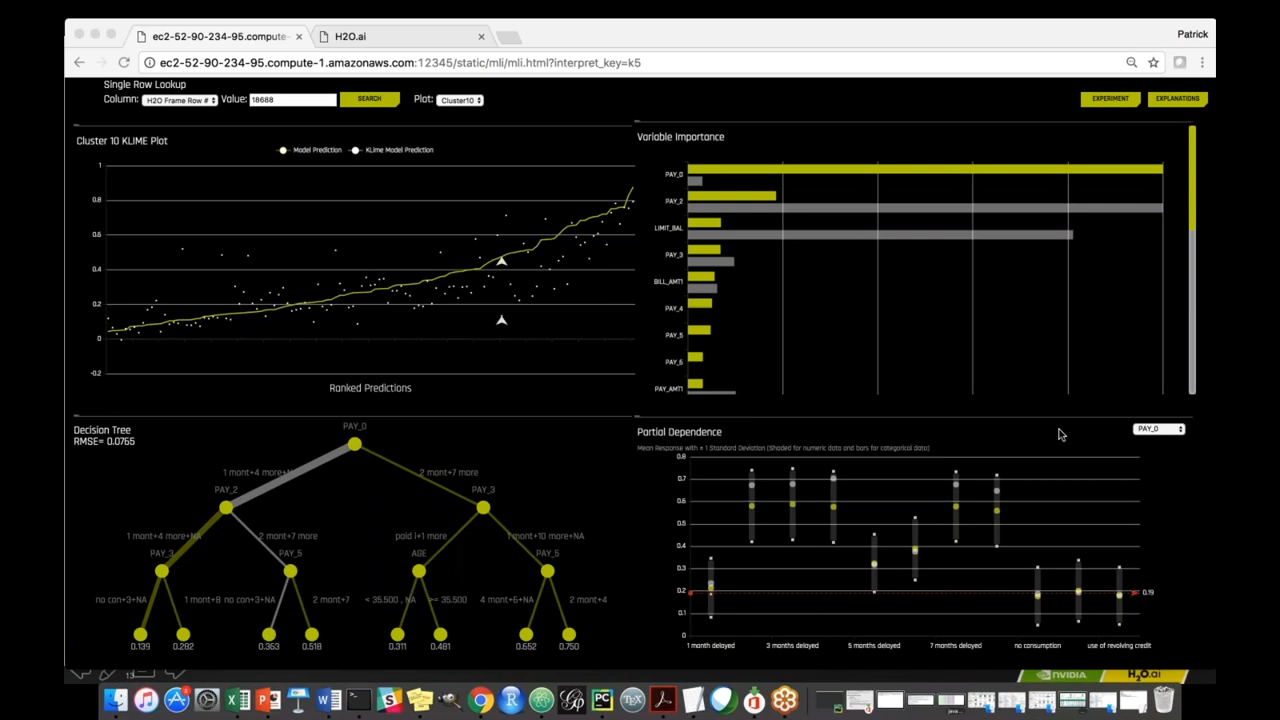 ec2-52-90-234-95.compute-
H2O.ai
Patrick
ec2-52-90-234-95.compute-1.amazonaws.com:12345/static/mli/mli.html?interpret_key=k5
Single Row Lookup
Column: H2O Frame Row # Value: 18688 SEARCH Plot: Cluster10
EXPERIMENT EXPLANATIONS
Cluster 10 KLIME Plot
Model Prediction KLime Model Prediction
1
0.8
0.6
0.4
0.2
0
-0.2
Ranked Predictions
Variable Importance
PAY_0
PAY_2
LIMIT_BAL
PAY_3
BILL_AMT1
PAY_4
PAY_5
PAY_6
PAY_AMT1
Decision Tree
RMSE= 0.0765
PAY_0
1 mont+4 more+
2 mont+7 more
PAY_2
PAY_3
1 mont+4 more+NA
2 mont+7 more
paid i+1 more
1 mont+10 more+NA
PAY_3
PAY_5
AGE
PAY_6
no con+3+NA
1 mont+8
no con+3+NA
2 mont+7
< 35.500 , NA
>= 35.500
4 mont+6+NA
2 mont+4
0.139
0.282
0.363
0.518
0.311
0.481
0.652
0.750
Partial Dependence
PAY_0
Mean Response with ± 1 Standard Deviation (Shaded for numeric data and bars for categorical data)
0.8
0.7
0.6
0.5
0.4
0.3
0.2
0.1
0
0.19
1 month delayed
3 months delayed
5 months delayed
7 months delayed
no consumption
use of revolving credit
13
NVIDIA
H2O.ai